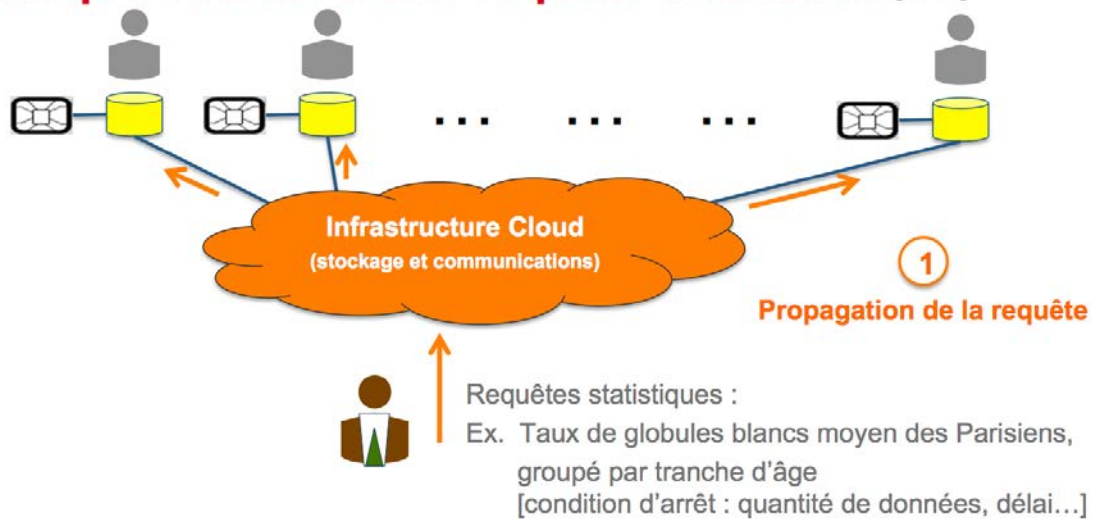 Infrastructure Cloud
(stockage et communications)
1
Propagation de la requête
Requêtes statistiques :
Ex. Taux de globules blancs moyen des Parisiens,
groupé par tranche d'âge
[condition d'arrêt : quantité de données, délai…]